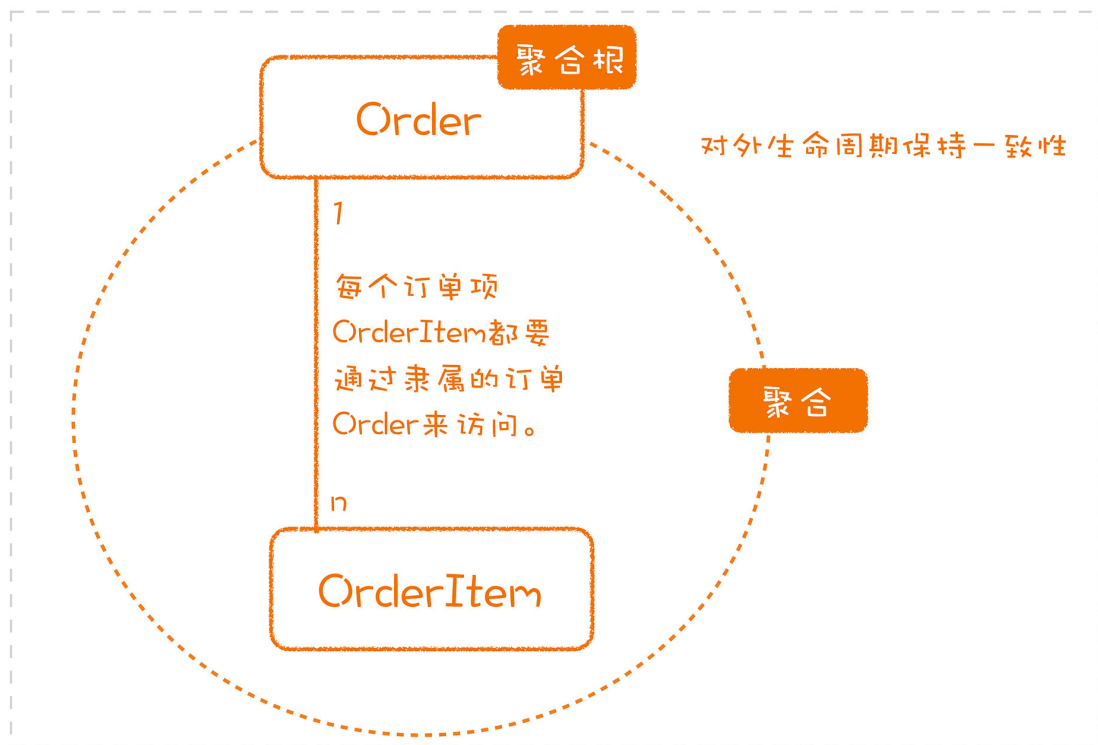 聚合根
Order
对外生命周期保持一致性
1
每个订单项
OrderItem都要
通过隶属的订单
Order来访问。
聚合
n
OrderItem